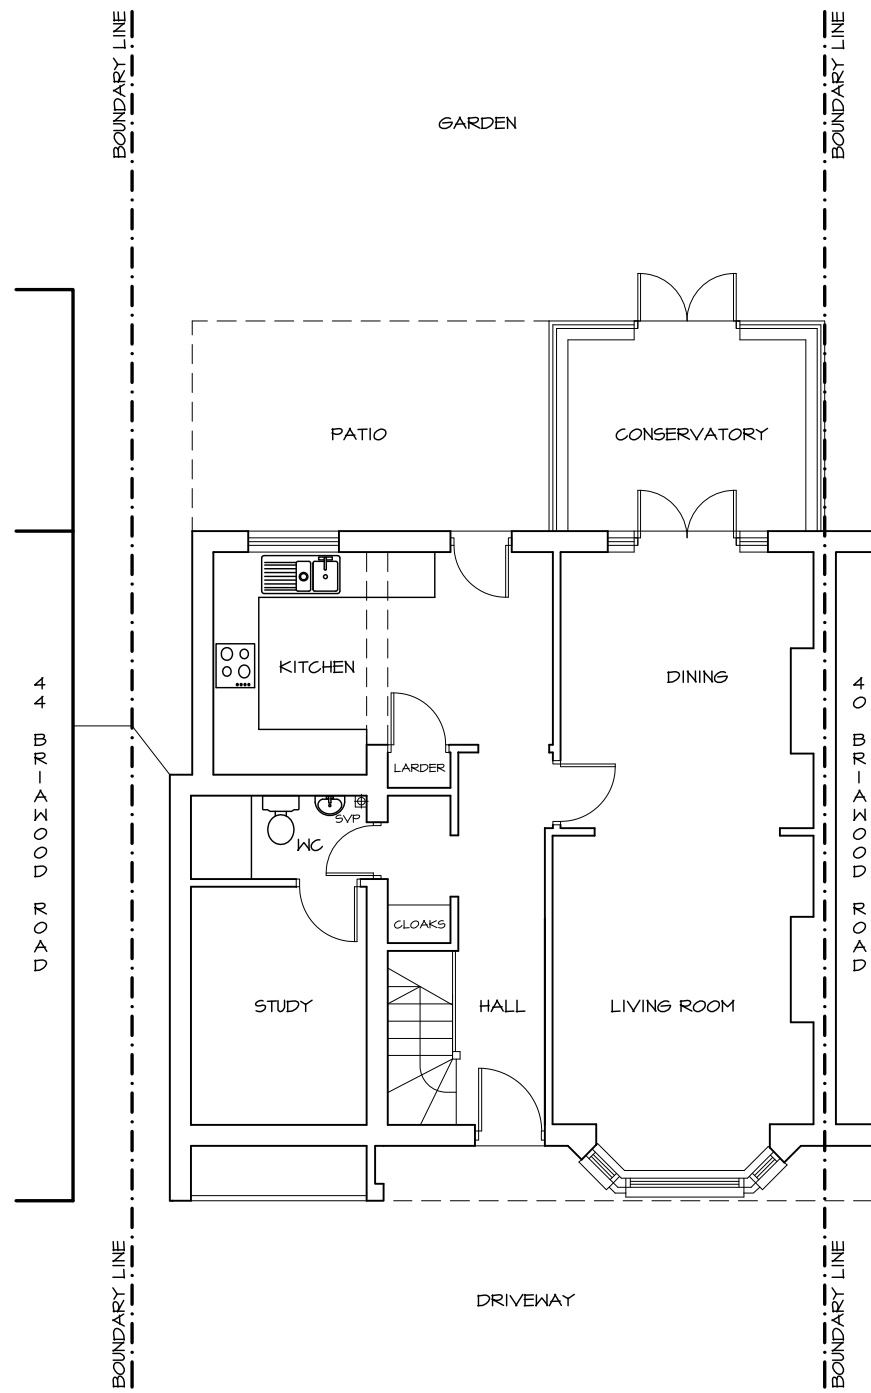 BOUNDARY LINE
BOUNDARY LINE
GARDEN
PATIO
CONSERVATORY
KITCHEN
DINING
44 BRIAWOOD ROAD
40 BRIAWOOD ROAD
LARDER
SVP
WC
CLOAKS
STUDY
HALL
LIVING ROOM
BOUNDARY LINE
BOUNDARY LINE
DRIVEWAY